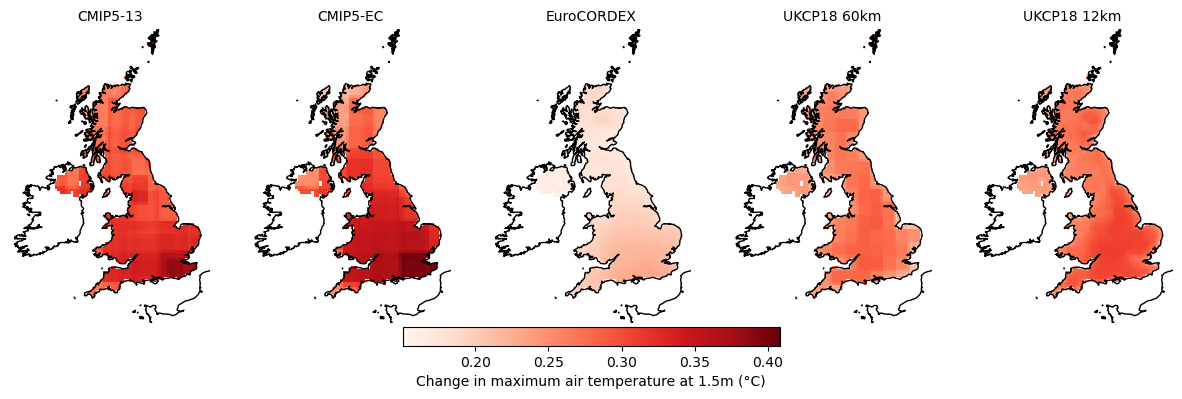 CMIP5-13 CMIP5-EC EuroCORDEX UKCP18 60km UKCP18 12km
0.20 0.25 0.30 0.35 0.40
Change in maximum air temperature at 1.5m (°C)